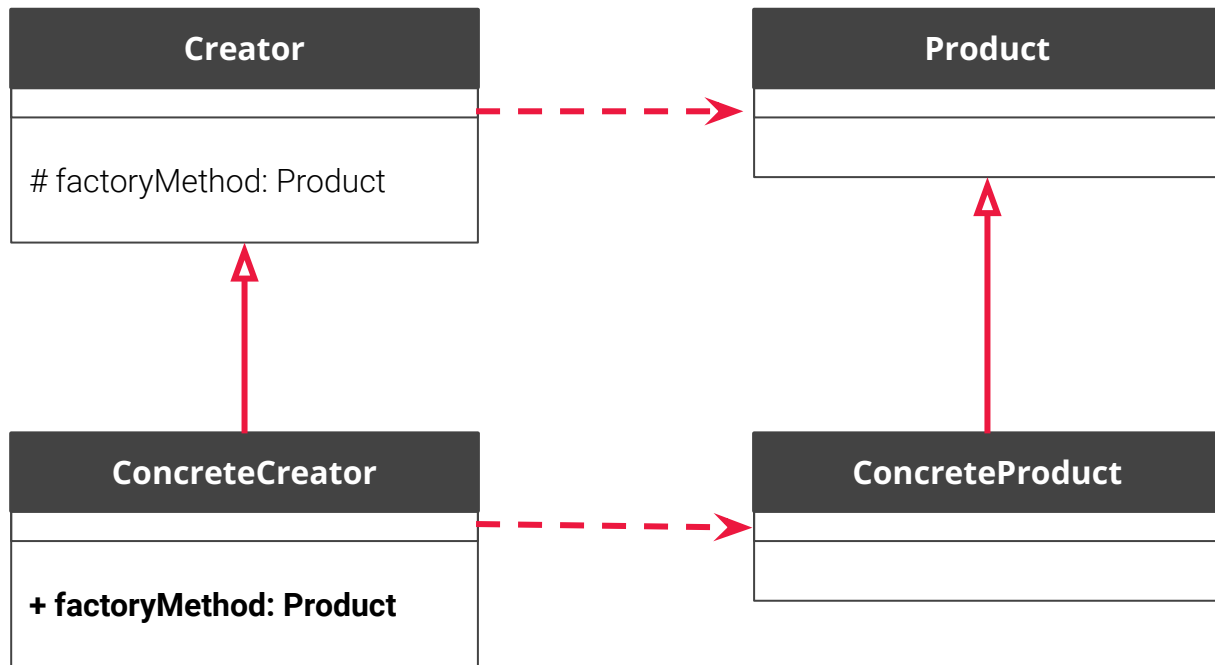 Creator
Product
# factoryMethod: Product
ConcreteCreator
ConcreteProduct
+ factoryMethod: Product